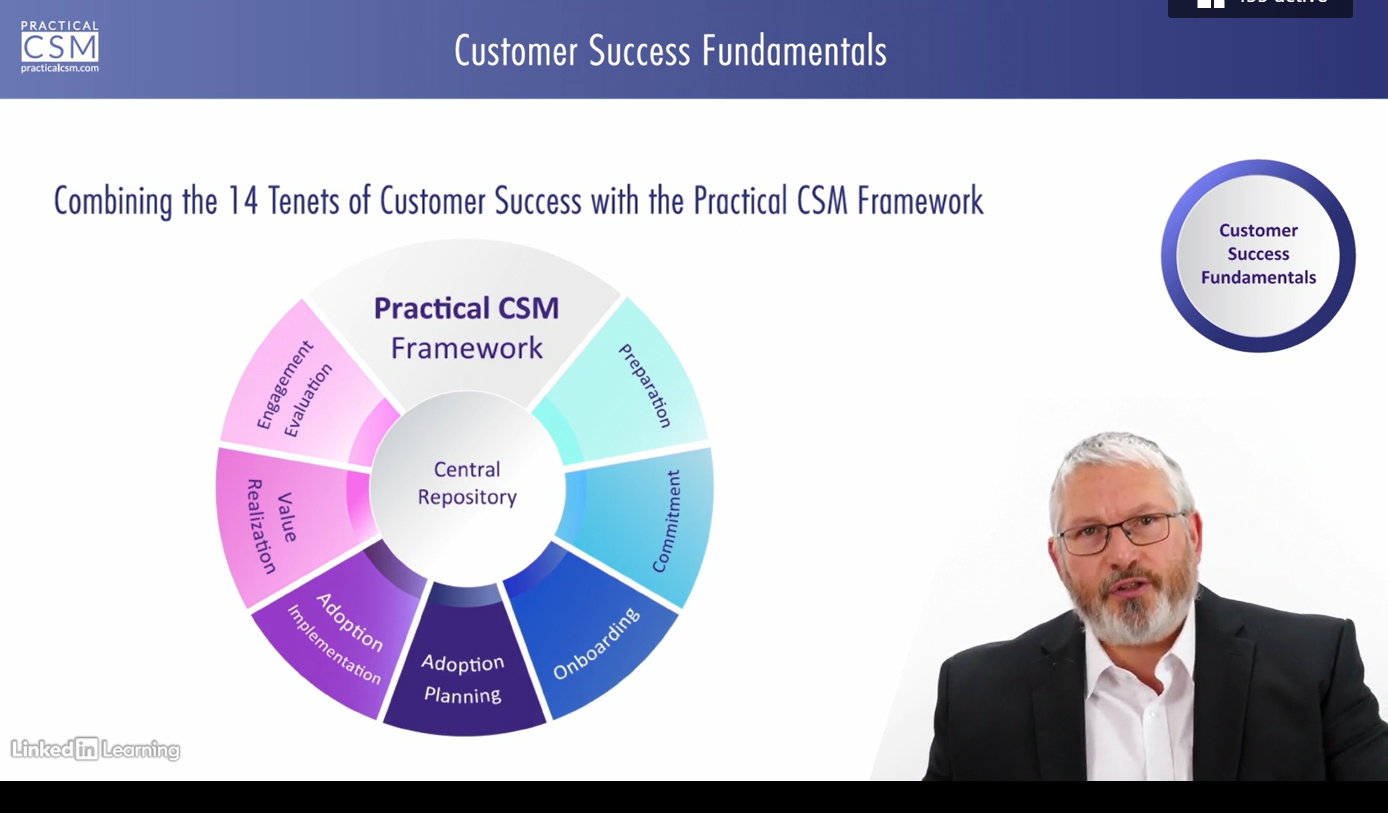 PRACTICAL
CSM
practicalcsm.com
Customer Success Fundamentals
Combining the 14 Tenets of Customer Success with the Practical CSM Framework
Customer
Success
Fundamentals
Practical CSM
Framework
Preparation
Commitment
Onboarding
Adoption
Planning
Adoption
Implementation
Value
Realization
Engagement
Evaluation
Central
Repository
Linked in Learning